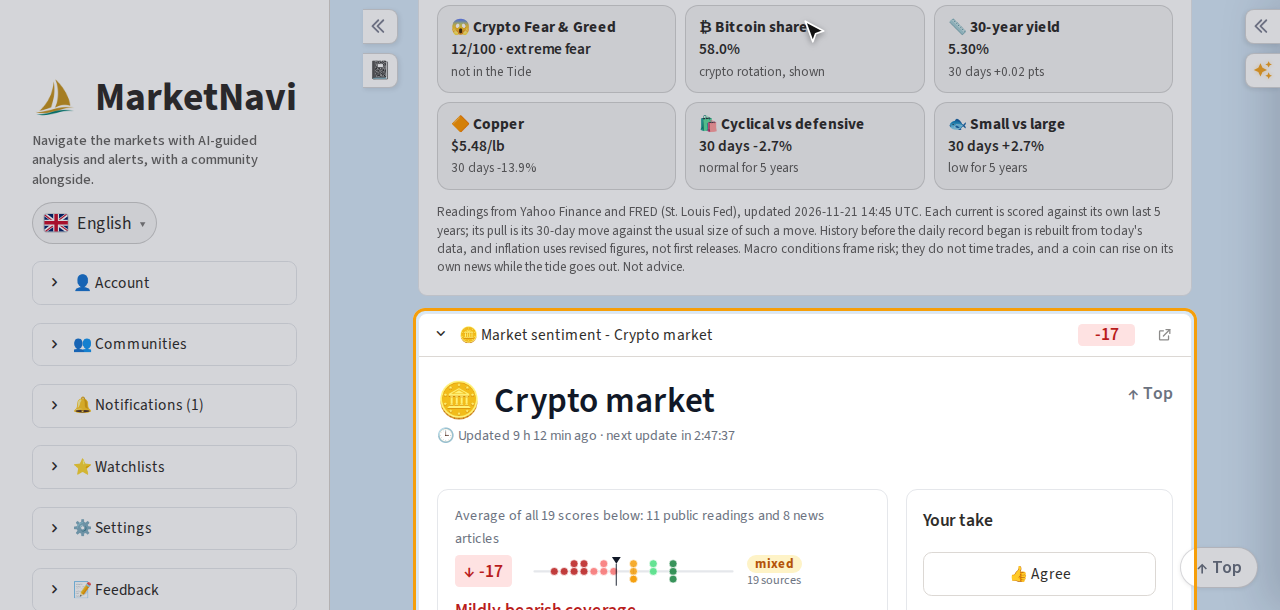 MarketNavi
Navigate the markets with AI-guided
analysis and alerts, with a community
alongside.
English
Account
Communities
Notifications (1)
Watchlists
Settings
Feedback
Crypto Fear & Greed
12/100 · extreme fear
not in the Tide
₿ Bitcoin share
58.0%
crypto rotation, shown
30-year yield
5.30%
30 days +0.02 pts
Copper
$5.48/lb
30 days -13.9%
Cyclical vs defensive
30 days -2.7%
normal for 5 years
Small vs large
30 days +2.7%
low for 5 years
Readings from Yahoo Finance and FRED (St. Louis Fed), updated 2026-11-21 14:45 UTC. Each current is scored against its own last 5
years; its pull is its 30-day move against the usual size of such a move. History before the daily record began is rebuilt from today's
data, and inflation uses revised figures, not first releases. Macro conditions frame risk; they do not time trades, and a coin can rise on its
own news while the tide goes out. Not advice.
Market sentiment - Crypto market
-17
Crypto market
↑ Top
Updated 9 h 12 min ago · next update in 2:47:37
Average of all 19 scores below: 11 public readings and 8 news
articles
↓ -17
mixed
19 sources
Mildly bearish coverage
Your take
Agree
↑ Top